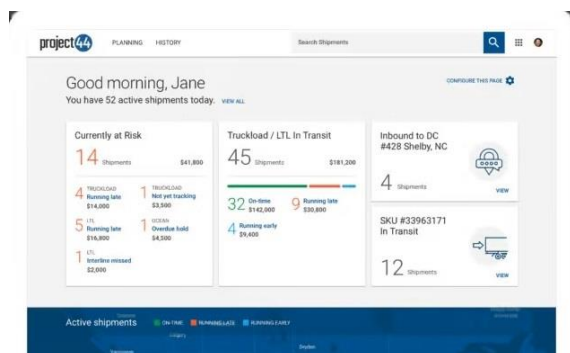 project44
PLANNING HISTORY
Search Shipments
Good morning, Jane
CONFIGURE THIS PAGE
You have 52 active shipments today. VIEW ALL
Currently at Risk
14 Shipments $41,800
4 TRUCKLOAD Running late $14,000
1 TRUCKLOAD Not yet tracking $3,500
5 LTL Running late $16,800
1 OCEAN Overdue hold $4,500
1 LTL Interline missed $2,000
Truckload / LTL In Transit
45 Shipments $181,200
32 On-time $142,000
9 Running late $30,800
4 Running early $9,400
Inbound to DC
#428 Shelby, NC
4 Shipments VIEW
SKU #33963171
In Transit
12 Shipments VIEW
Active shipments ON-TIME RUNNING LATE RUNNING EARLY
Calgary